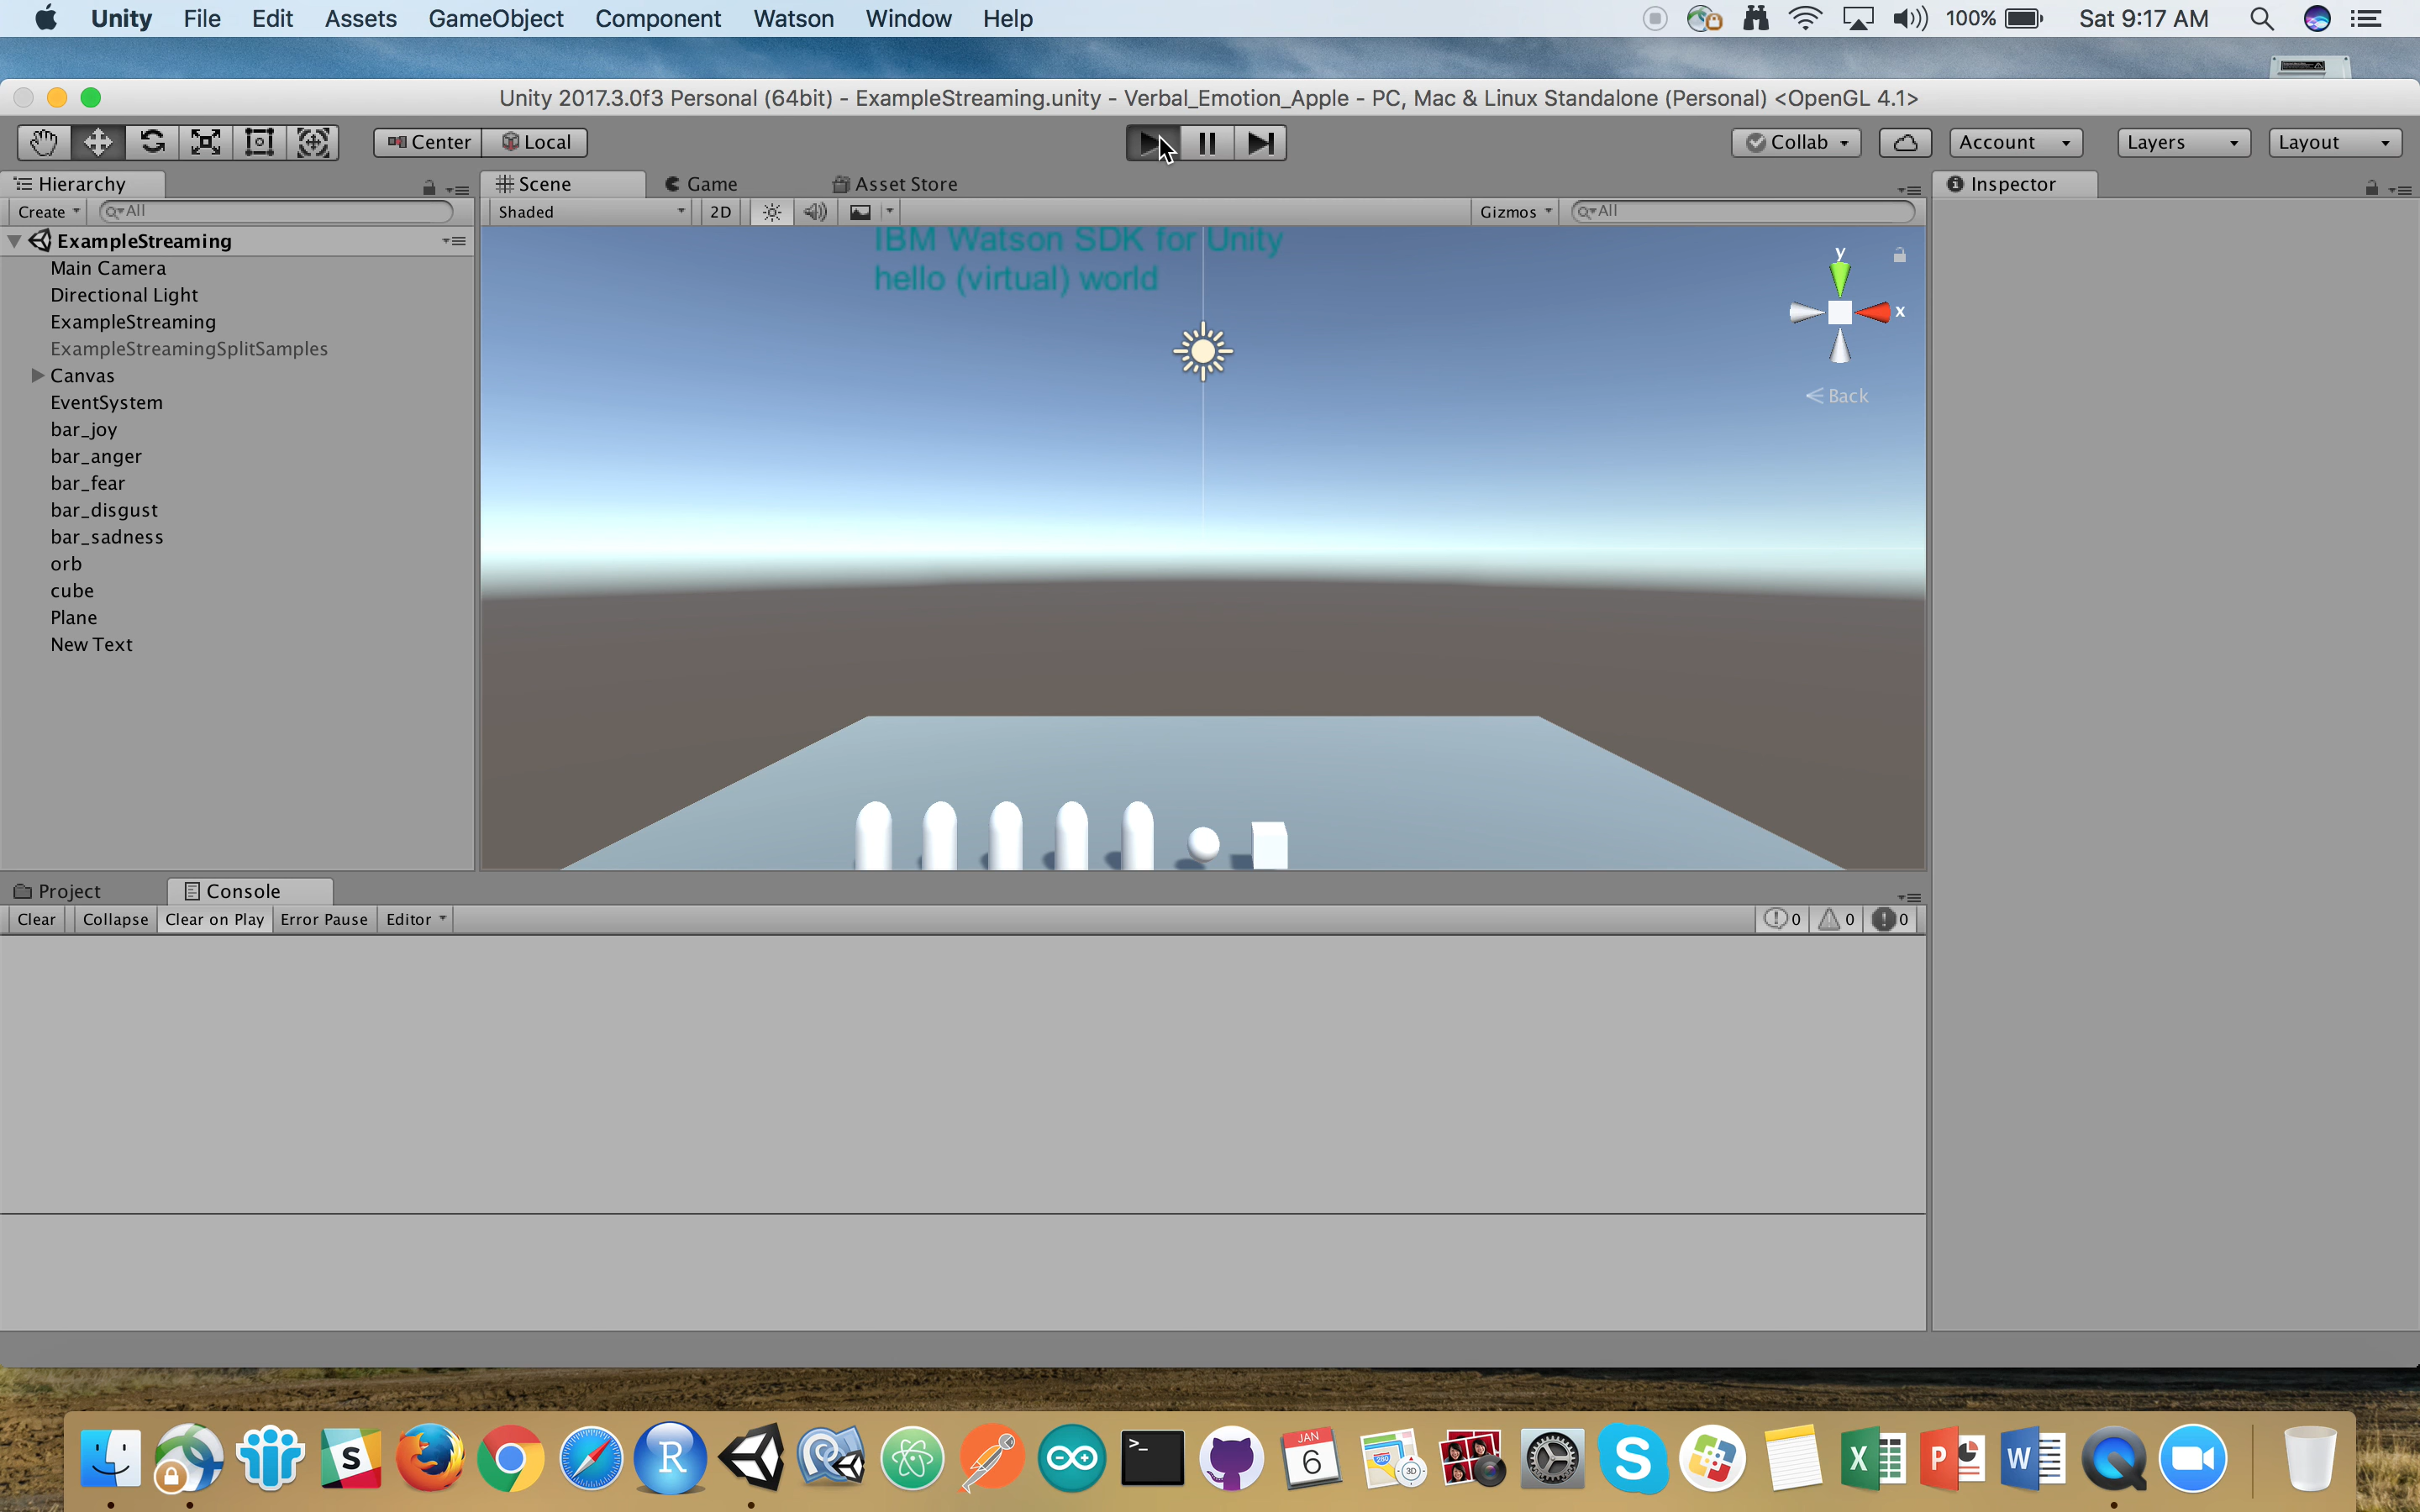 Unity File Edit Assets GameObject Component Watson Window Help 100% Sat 9:17 AM
Unity 2017.3.0f3 Personal (64bit) - ExampleStreaming.unity - Verbal_Emotion_Apple - PC, Mac & Linux Standalone (Personal) <OpenGL 4.1>
Center Local Collab Account Layers Layout
Hierarchy Scene Game Asset Store Inspector
Create All Shaded 2D Gizmos All
ExampleStreaming
Main Camera
Directional Light
ExampleStreaming
ExampleStreamingSplitSamples
Canvas
EventSystem
bar_joy
bar_anger
bar_fear
bar_disgust
bar_sadness
orb
cube
Plane
New Text
IBM Watson SDK for Unity
hello (virtual) world
y
x
Back
Project Console
Clear Collapse Clear on Play Error Pause Editor 0 0 0
S R >_ JAN 6 280 3D S X P W